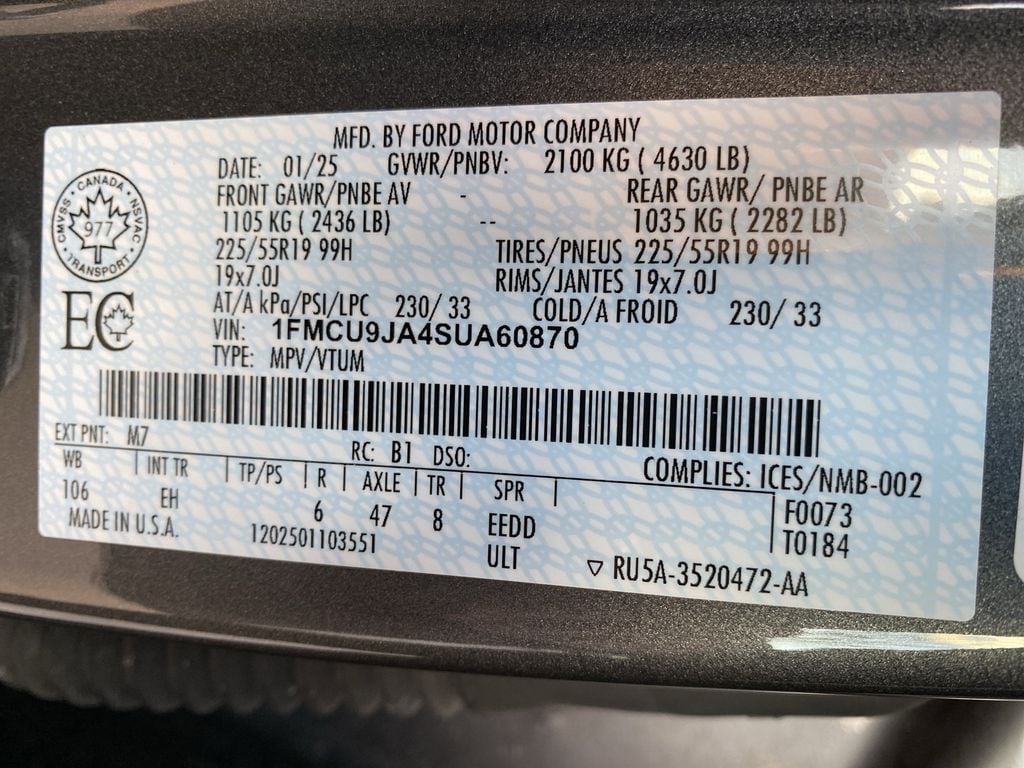 MFD. BY FORD MOTOR COMPANY
DATE: 01/25 GVWR/PNBV: 2100 KG ( 4630 LB)
FRONT GAWR/PNBE AV - REAR GAWR/ PNBE AR
1105 KG ( 2436 LB) -- 1035 KG ( 2282 LB)
225/55R19 99H TIRES/PNEUS 225/55R19 99H
19x7.0J RIMS/JANTES 19x7.0J
AT/A kPa/PSI/LPC 230/ 33 COLD/A FROID 230/ 33
VIN: 1FMCU9JA4SUA60870
TYPE: MPV/VTUM
CANADA
CMVSS NSVAC
977
TRANSPORT
EC
EXT PNT: M7 RC: B1 DSO:
COMPLIES: ICES/NMB-002
WB INT TR TP/PS R AXLE TR SPR
106 EH 6 47 8 EEDD F0073
MADE IN U.S.A. 1202501103551 ULT T0184
RU5A-3520472-AA